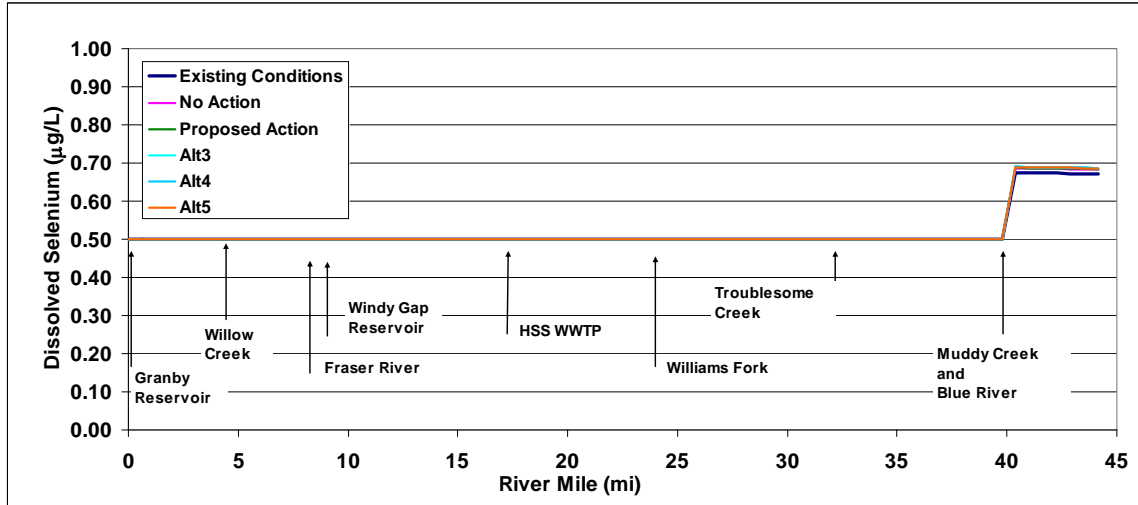 1.00
0.90
0.80
0.70
0.60
0.50
0.40
0.30
0.20
0.10
0.00
Dissolved Selenium (µg/L)
Existing Conditions
No Action
Proposed Action
Alt3
Alt4
Alt5
Granby
Reservoir
Willow
Creek
Fraser River
Windy Gap
Reservoir
HSS WWTP
Williams Fork
Troublesome
Creek
Muddy Creek
and
Blue River
0 5 10 15 20 25 30 35 40 45
River Mile (mi)